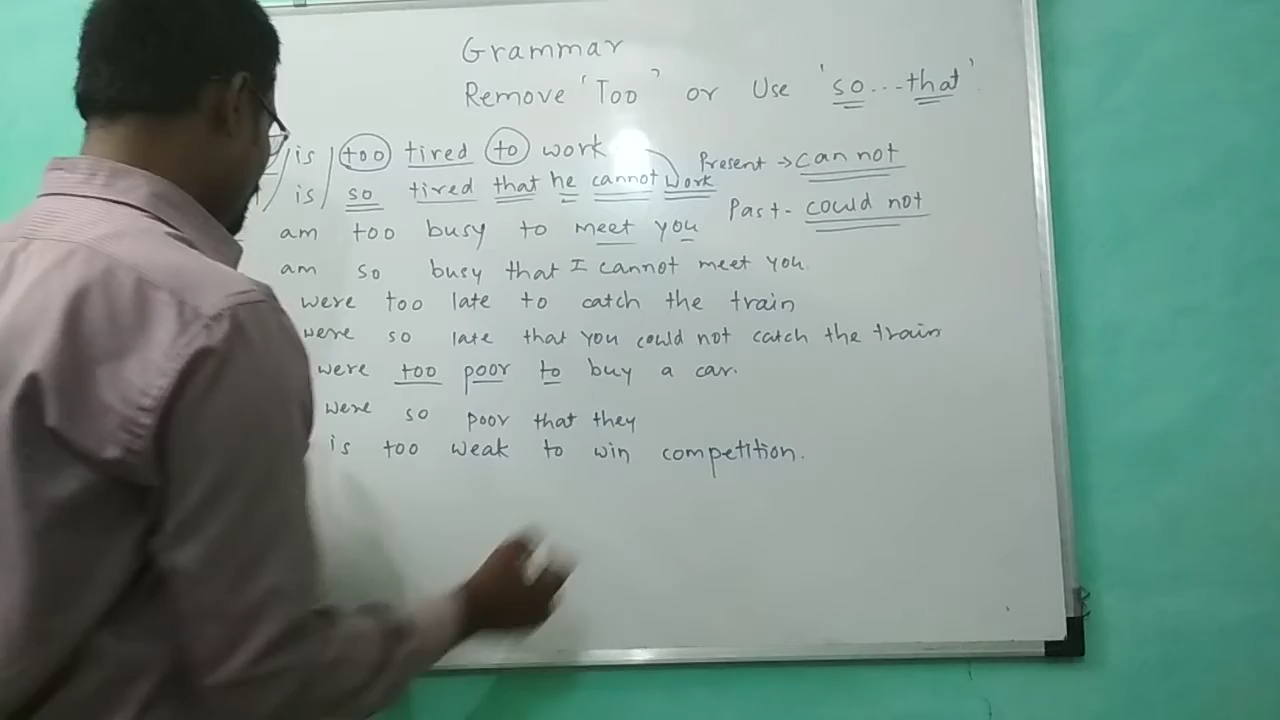 Grammar
Remove 'Too' or Use 'so...that'
is too tired to work
Present → cannot
is so tired that he cannot work
Past - could not
am too busy to meet you
am so busy that I cannot meet you.
were too late to catch the train
were so late that you could not catch the train
were too poor to buy a car.
were so poor that they
is too weak to win competition.